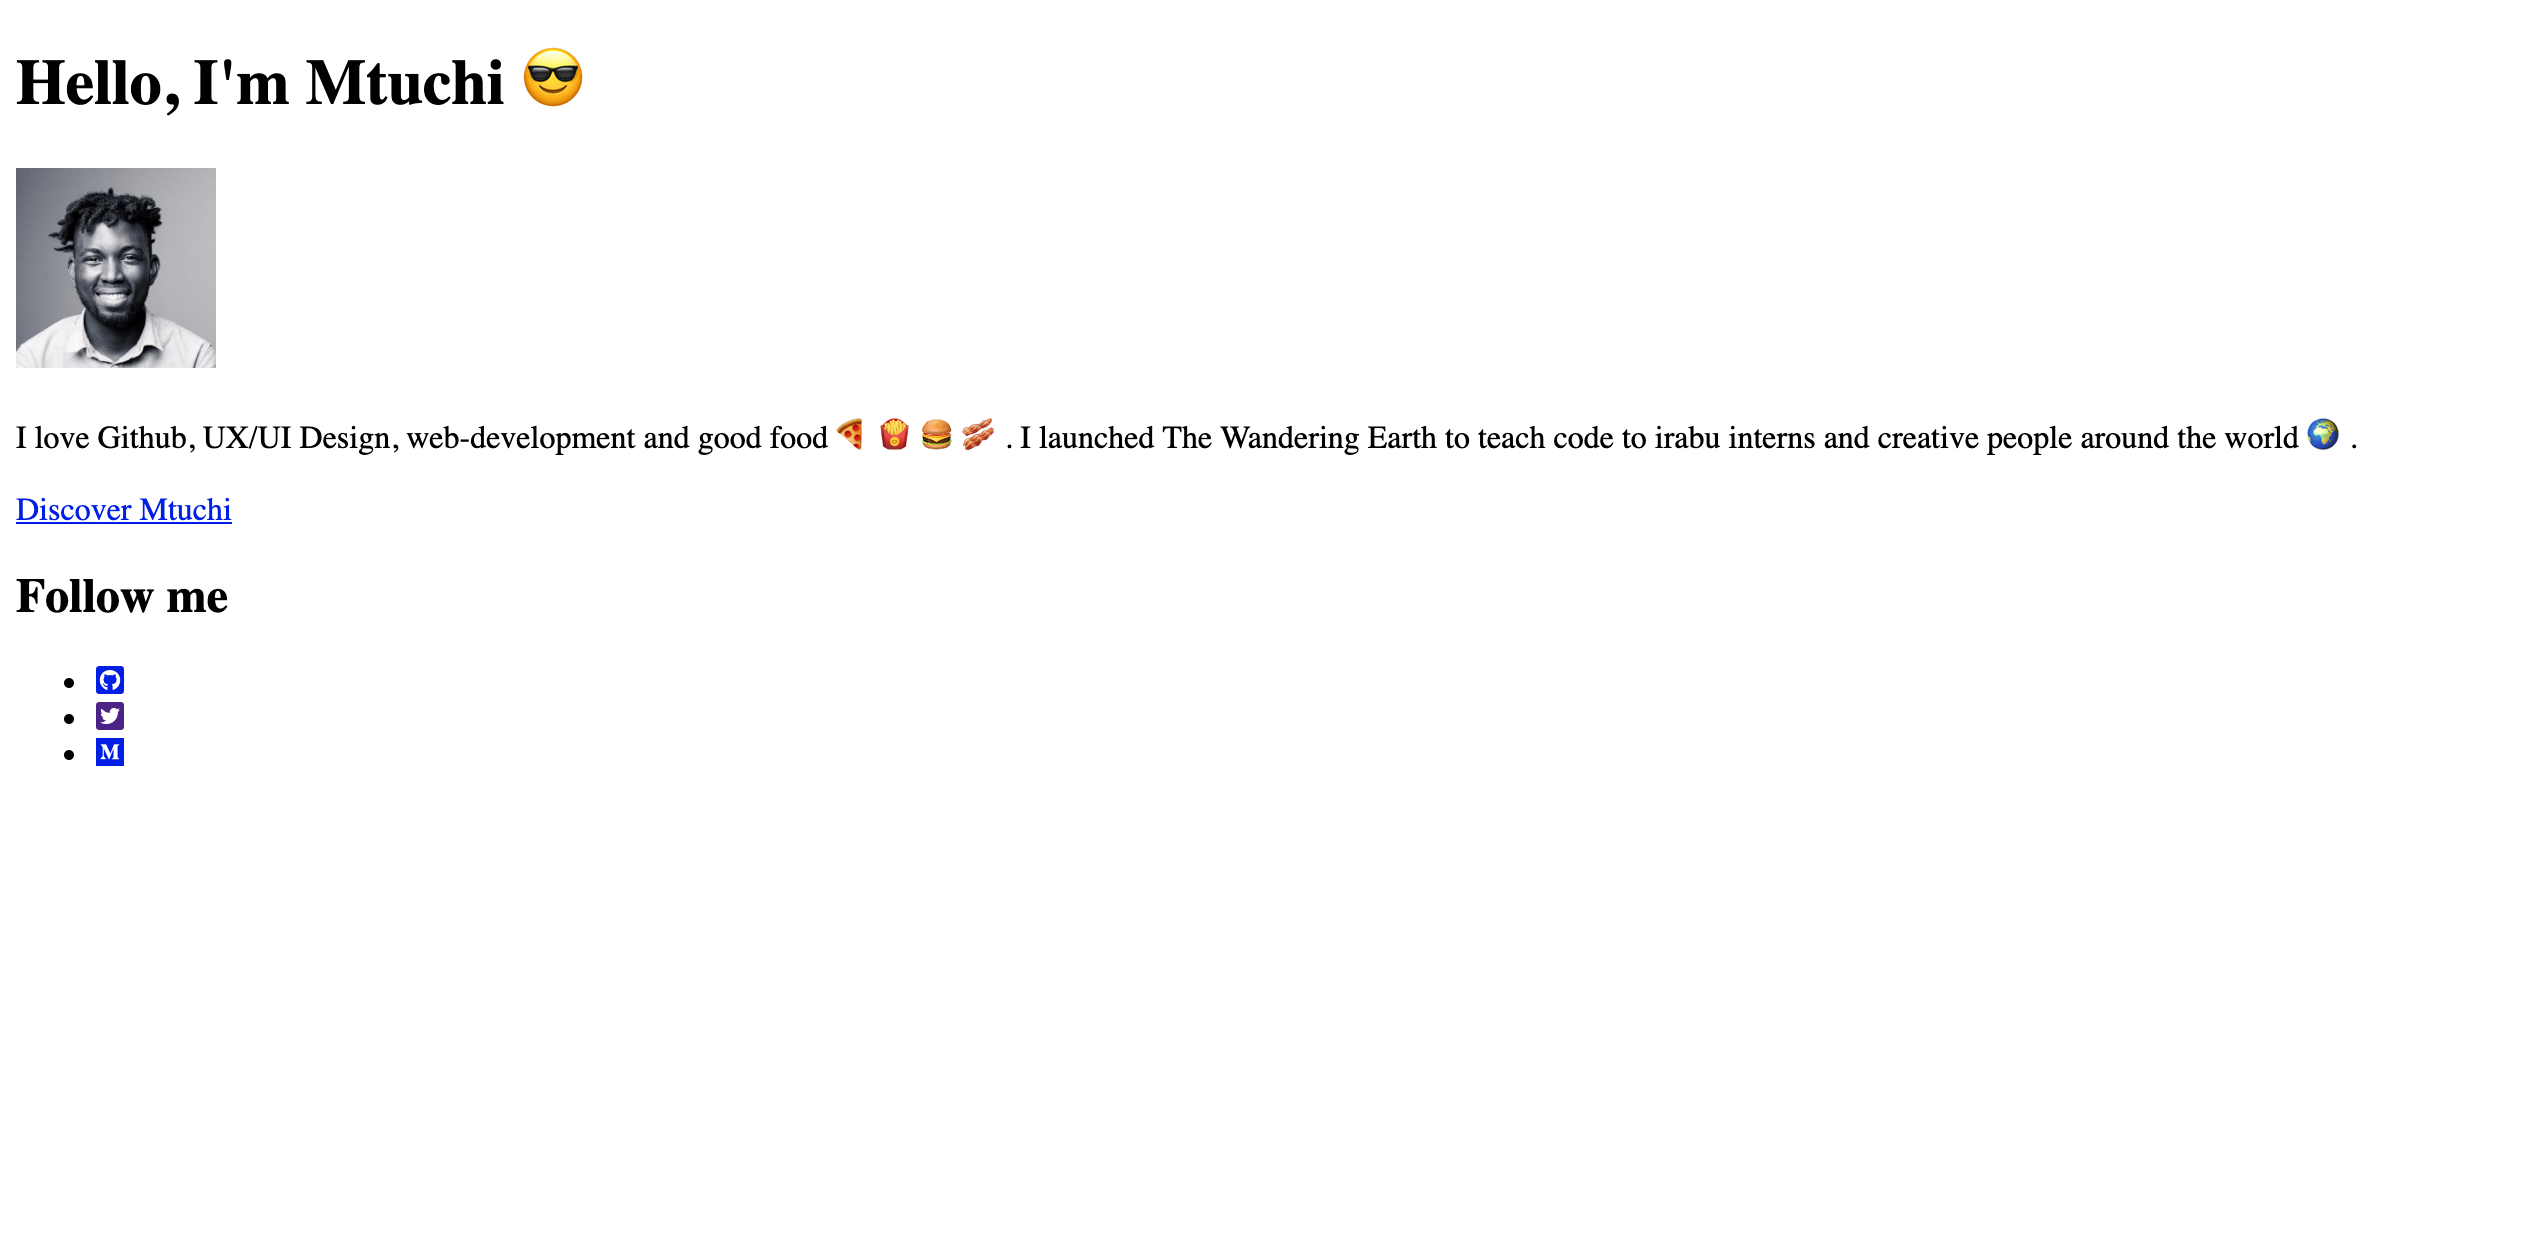 Hello, I'm Mtuchi 😎
I love Github, UX/UI Design, web-development and good food 🍕 🍟 🍔 🥓 . I launched The Wandering Earth to teach code to irabu interns and creative people around the world 🌍 .
Discover Mtuchi
Follow me
M